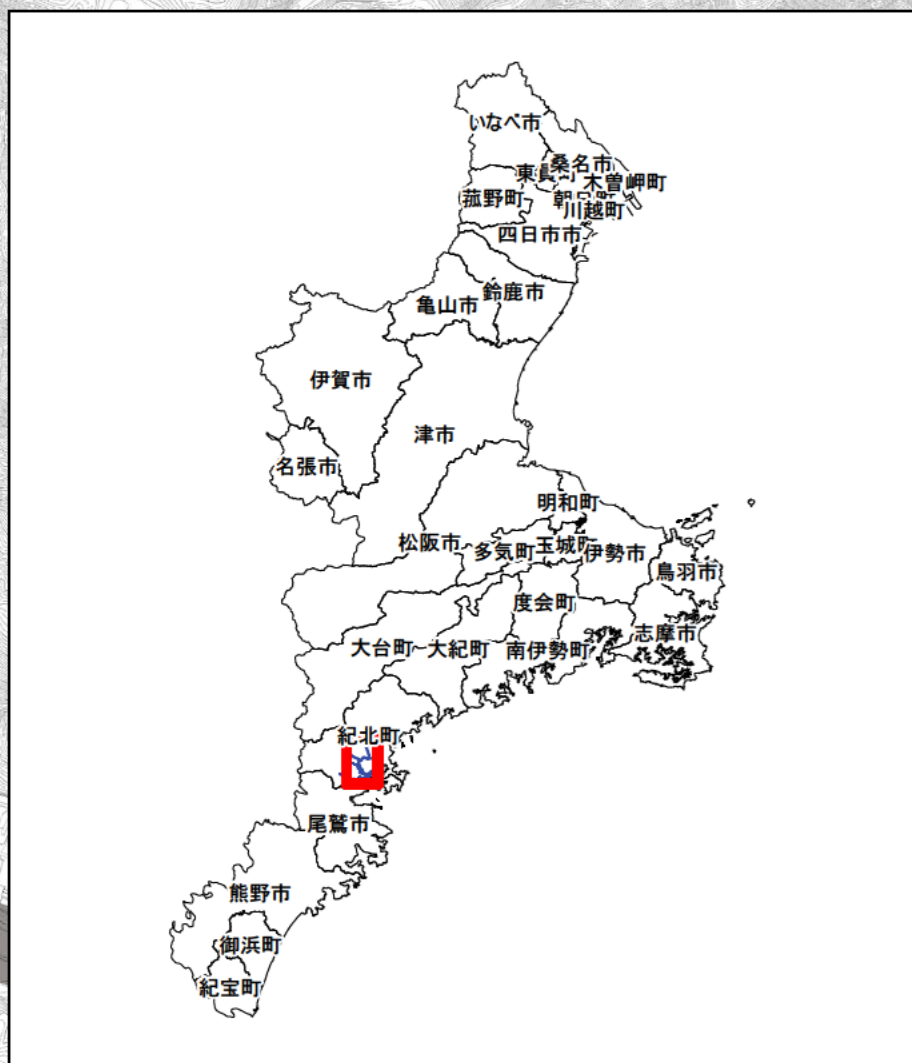 いなべ市
桑名市
東員町
木曽岬町
菰野町
朝日町
川越町
四日市市
鈴鹿市
亀山市
伊賀市
津市
名張市
明和町
松阪市
多気町
玉城町
伊勢市
鳥羽市
度会町
志摩市
大台町
大紀町
南伊勢町
紀北町
尾鷲市
熊野市
御浜町
紀宝町